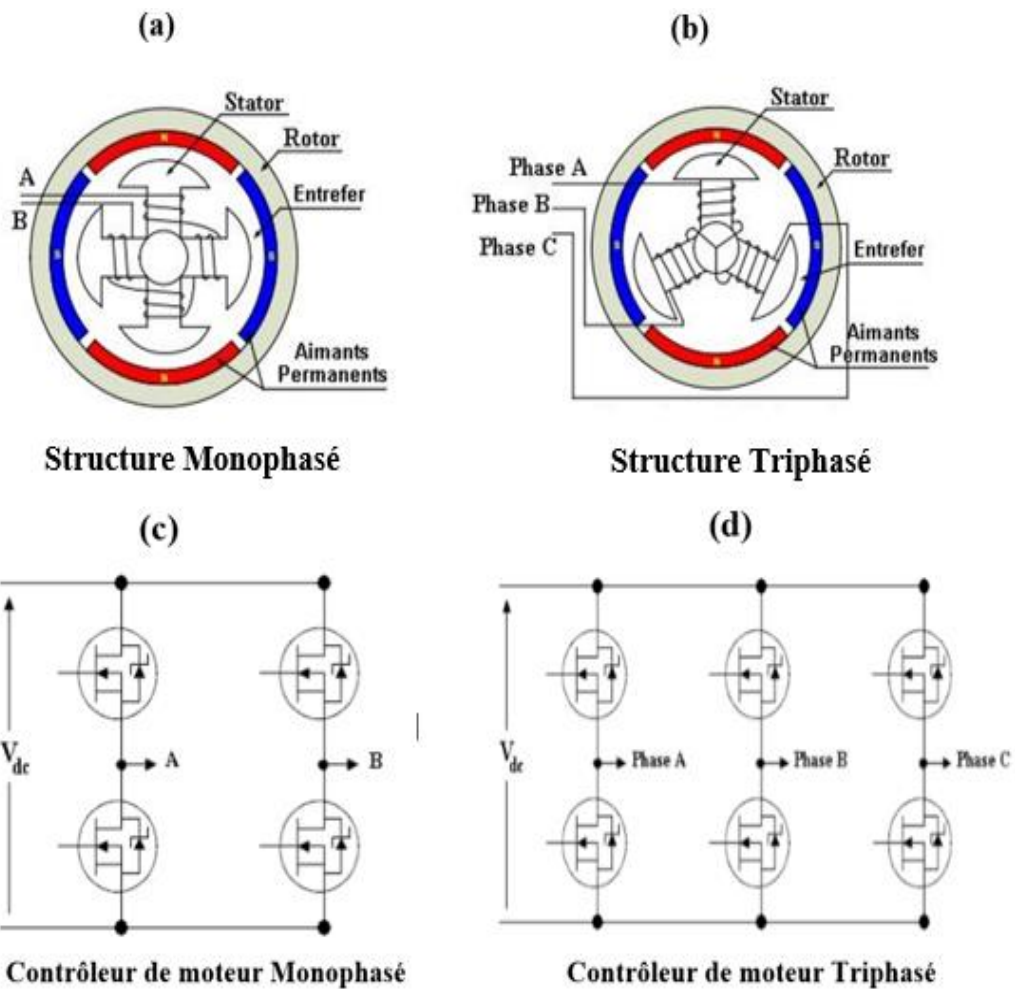 (a)
Stator
Rotor
A
B
Entrefer
Aimants
Permanents
Structure Monophasé
(b)
Stator
Phase A
Rotor
Phase B
Phase C
Entrefer
Aimants
Permanents
Structure Triphasé
(c)
Vdc
A
B
Contrôleur de moteur Monophasé
(d)
Vdc
Phase A
Phase B
Phase C
Contrôleur de moteur Triphasé